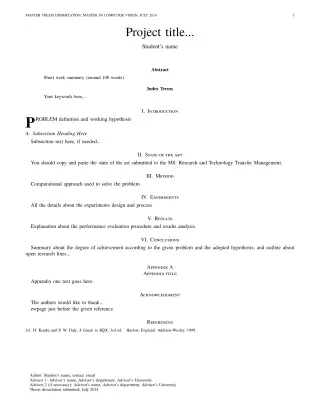 MASTER THESIS DISSERTATION, MASTER IN COMPUTER VISION, JULY 2014 1
Project title...
Student's name
Abstract
Short work summary (around 100 words).
Index Terms
Your keywords here,...
I. INTRODUCTION
PROBLEM definition and working hypothesis
A. Subsection Heading Here
Subsection text here, if needed..
II. STATE OF THE ART
You should copy and paste the state of the art submitted to the M8: Research and Technology Transfer Management.
III. METHOD
Computational approach used to solve the problem
IV. EXPERIMENTS
All the details about the experiments design and process
V. RESULTS
Explanation about the performance evaluation procedure and results analysis.
VI. CONCLUSIONS
Summary about the degree of achievement according to the given problem and the adopted hypothesis; and outline about
open research lines...
APPENDIX A
APPENDIX TITLE
Appendix one text goes here.
ACKNOWLEDGMENT
The authors would like to thank...
ewpage just before the given reference
REFERENCES
[1] H. Kopka and P. W. Daly, A Guide to LATEX, 3rd ed. Harlow, England: Addison-Wesley, 1999.
Author: Student's name, contact email
Advisor 1: Advisor's name, Advisor's department, Advisor's University
Advisor 2 (if necessary): Advisor's name, Advisor's department, Advisor's University
Thesis dissertation submitted: July 2014